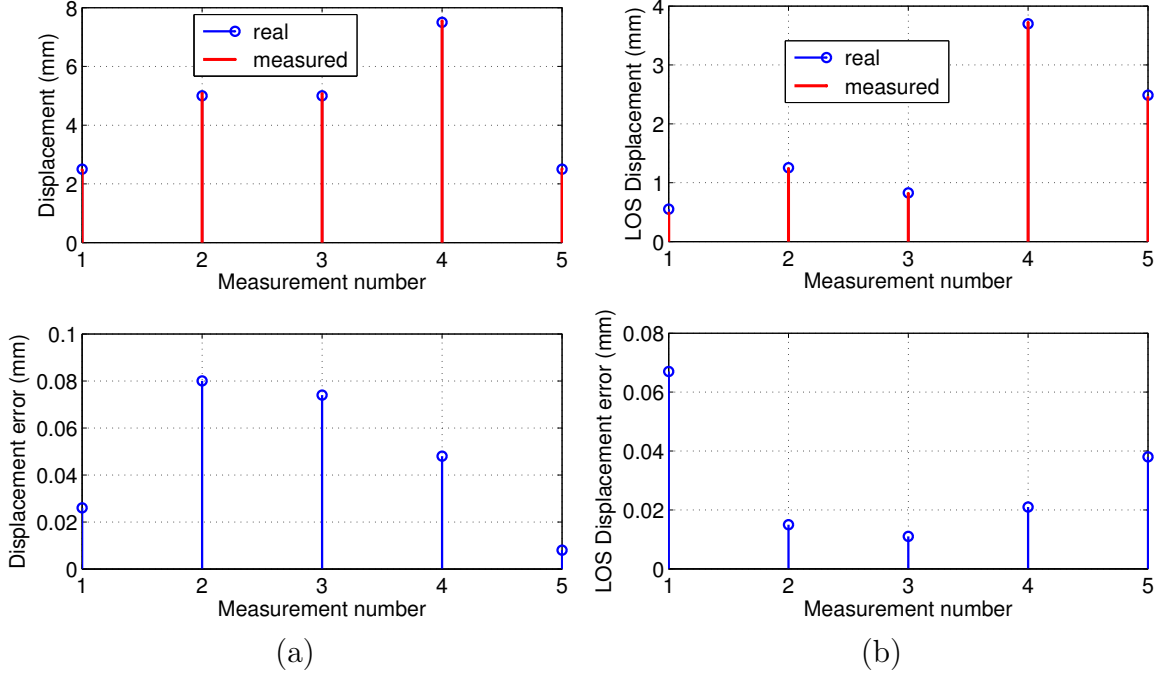 8
6
4
2
0
Displacement (mm)
real
measured
1 2 3 4 5
Measurement number
4
3
2
1
0
LOS Displacement (mm)
real
measured
1 2 3 4 5
Measurement number
0.1
0.08
0.06
0.04
0.02
0
Displacement error (mm)
1 2 3 4 5
Measurement number
0.08
0.06
0.04
0.02
0
LOS Displacement error (mm)
1 2 3 4 5
Measurement number
(a)
(b)